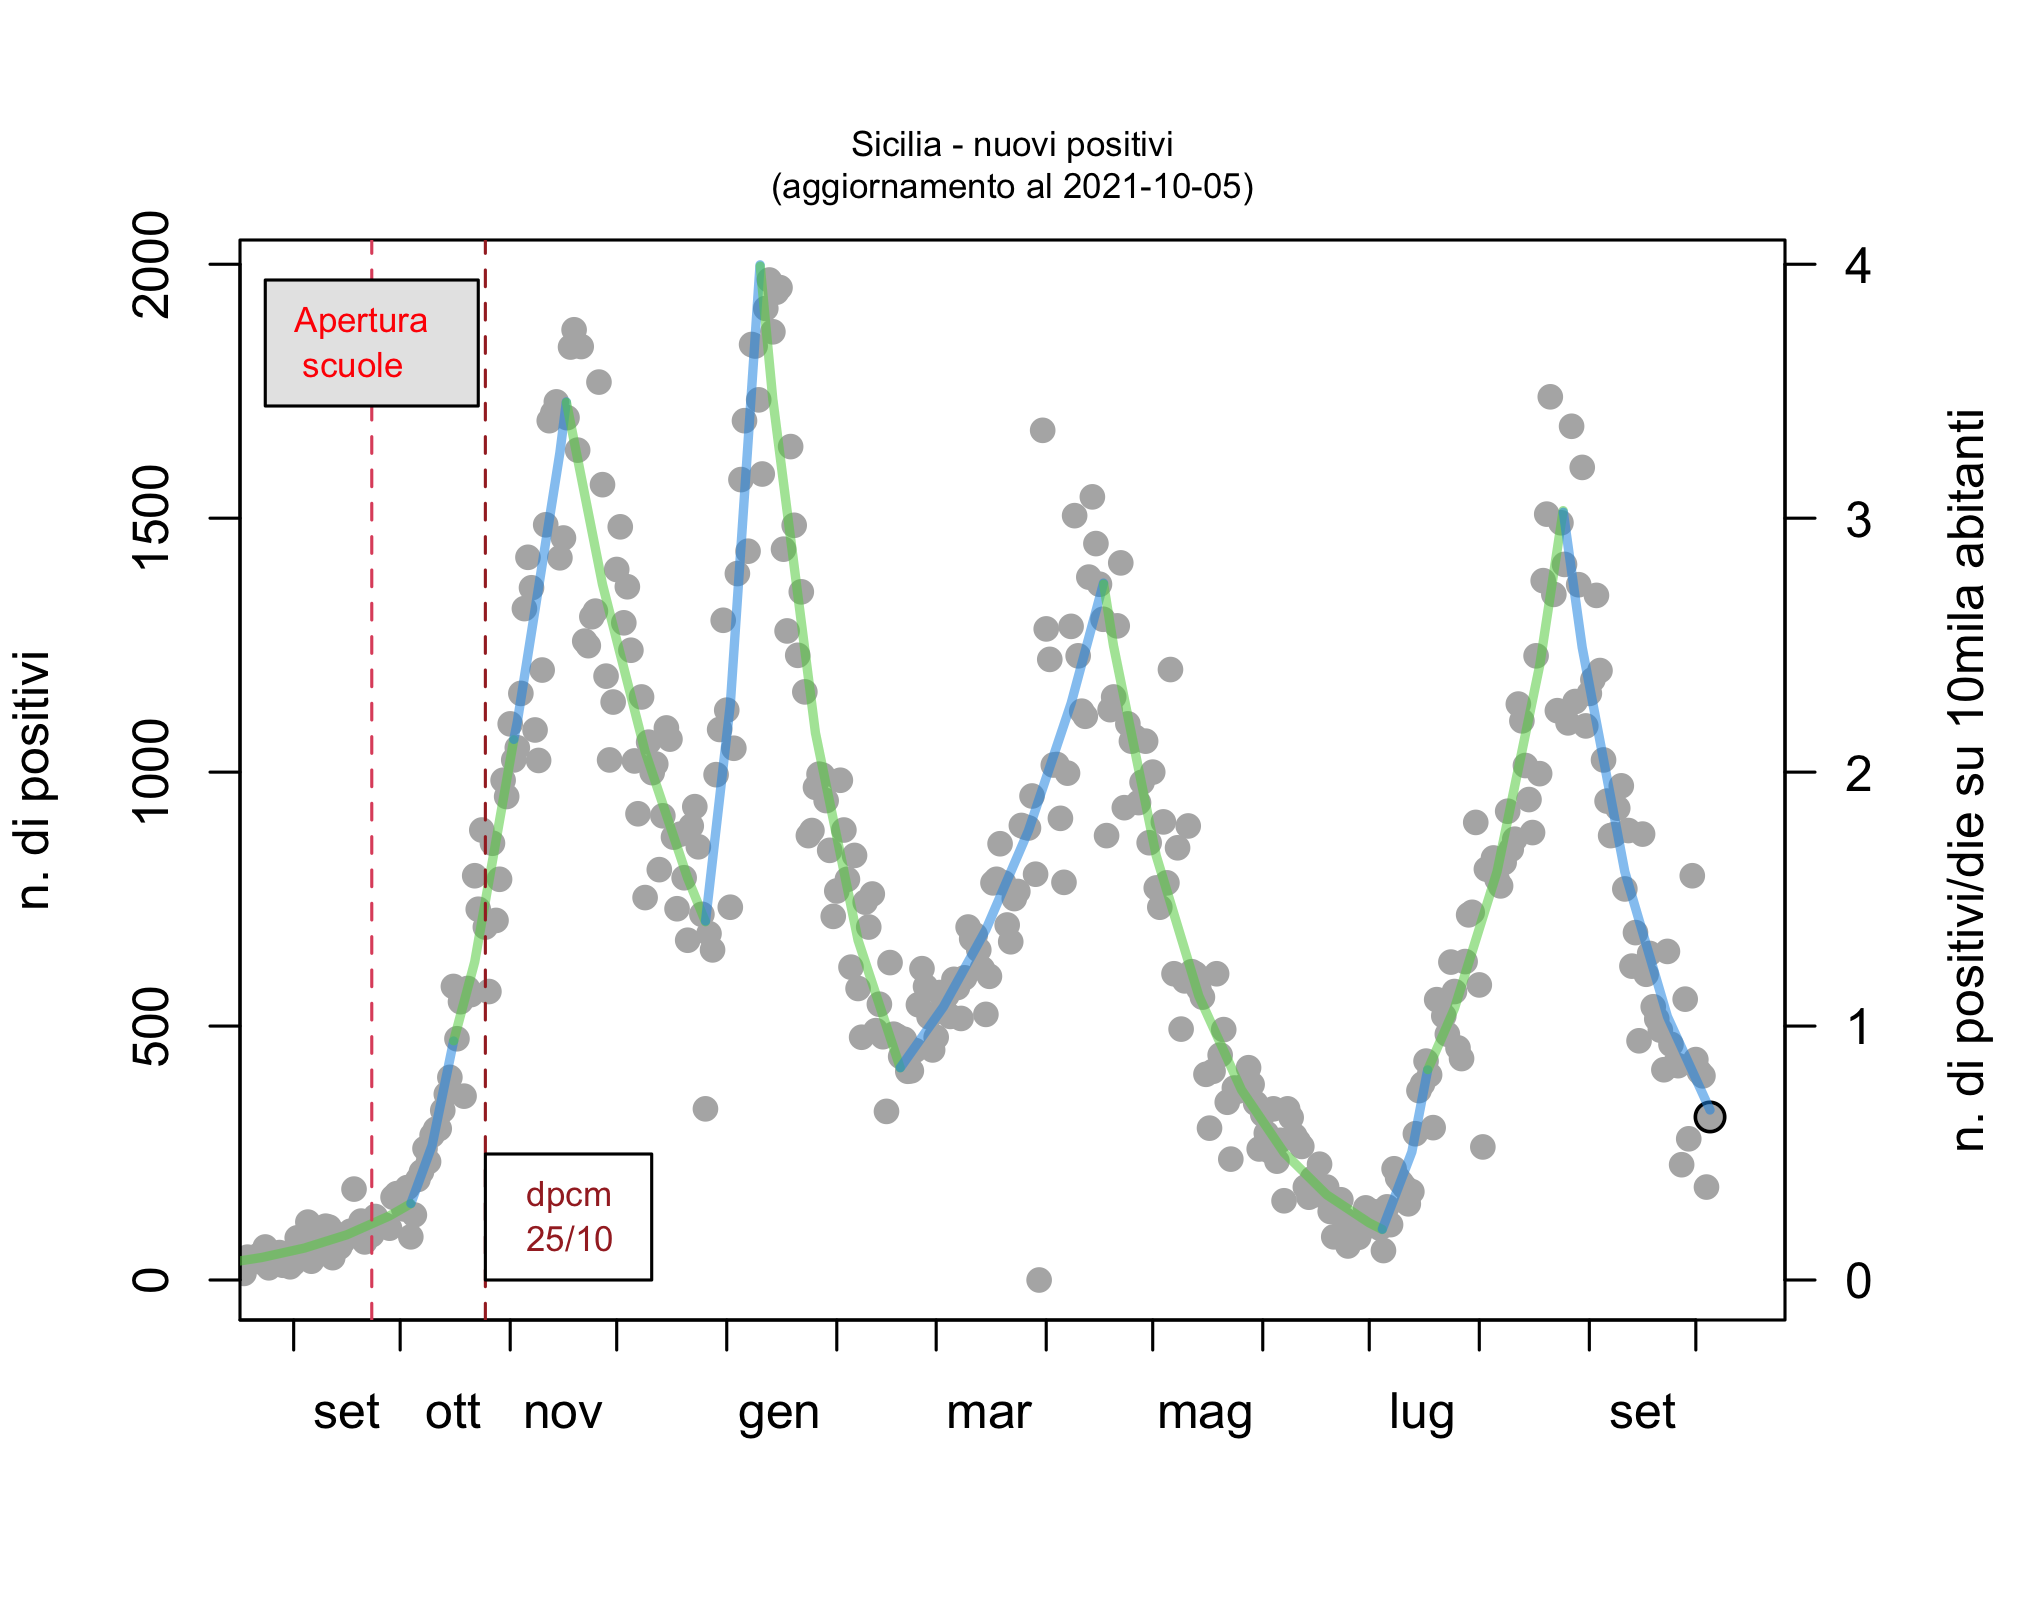 Sicilia - nuovi positivi
(aggiornamento al 2021-10-05)
n. di positivi
2000
1500
1000
500
0
Apertura
scuole
dpcm
25/10
4
3
2
1
0
n. di positivi/die su 10mila abitanti
set ott nov gen mar mag lug set